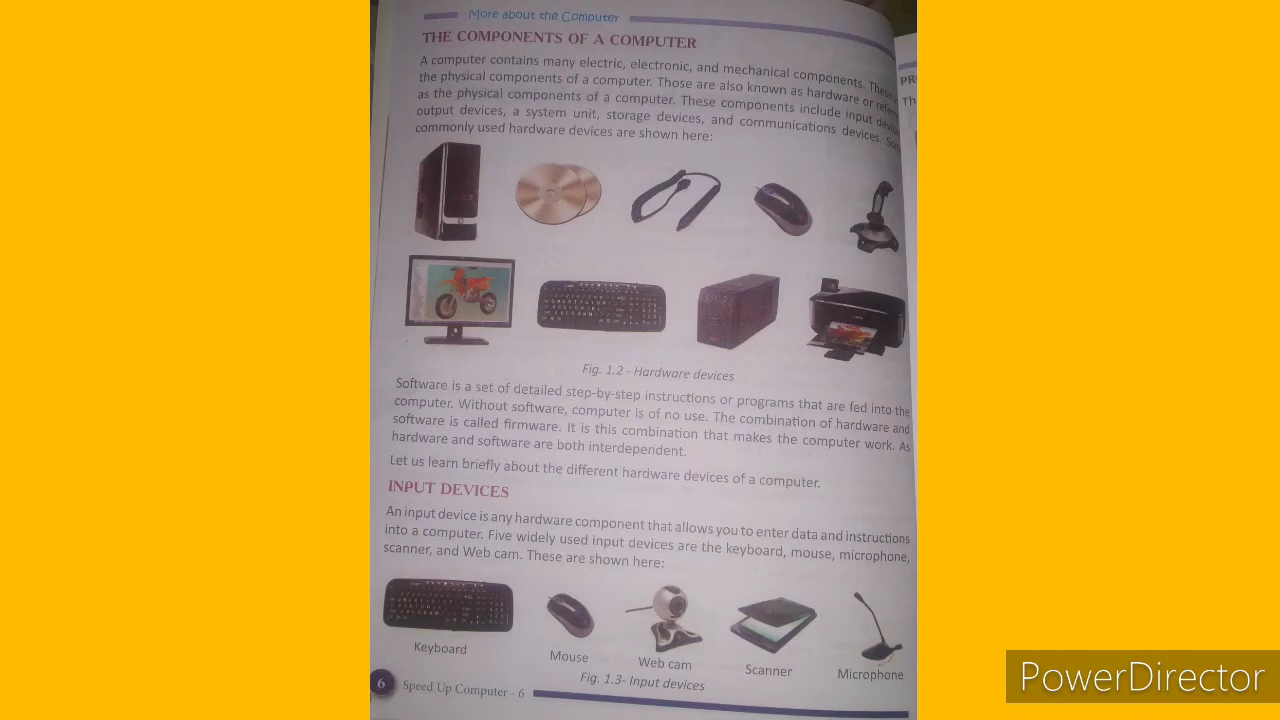 More about the Computer
THE COMPONENTS OF A COMPUTER
A computer contains many electric, electronic, and mechanical components. These
the physical components of a computer. Those are also known as hardware or
as the physical components of a computer. These components include input
output devices, a system unit, storage devices, and communications devices.
commonly used hardware devices are shown here:
PR
Th
Fig. 1.2 - Hardware devices
Software is a set of detailed step-by-step instructions or programs that are fed into the
computer. Without software, computer is of no use. The combination of hardware and
software is called firmware. It is this combination that makes the computer work. As
hardware and software are both interdependent.
Let us learn briefly about the different hardware devices of a computer.
INPUT DEVICES
An input device is any hardware component that allows you to enter data and instructions
into a computer. Five widely used input devices are the keyboard, mouse, microphone,
scanner, and Web cam. These are shown here:
Keyboard
Mouse
Web cam
Scanner
Microphone
Fig. 1.3- Input devices
6
Speed Up Computer - 6
PowerDirector